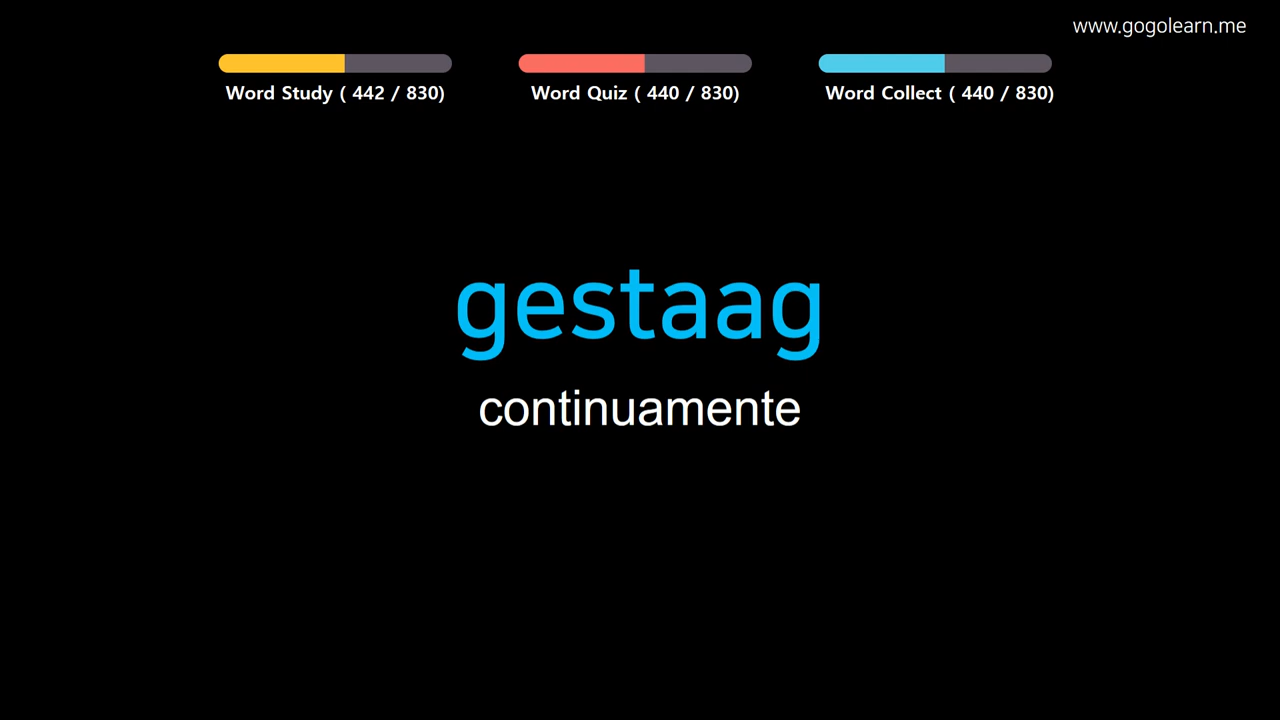 www.gogolearn.me
Word Study ( 442 / 830)
Word Quiz ( 440 / 830)
Word Collect ( 440 / 830)
gestaag
continuamente